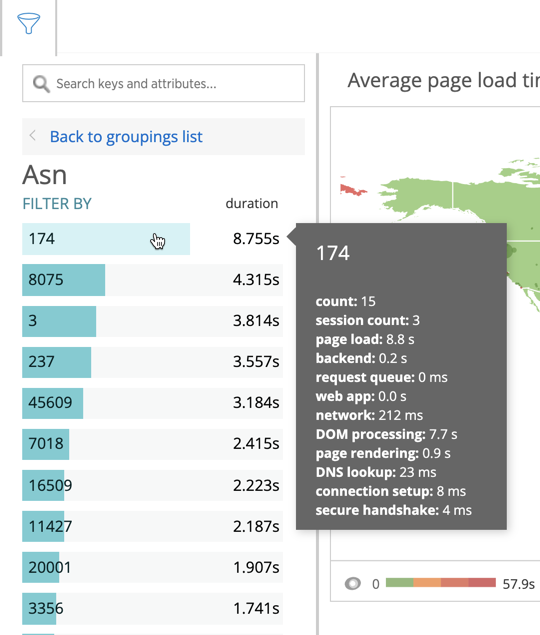 Search keys and attributes...
Average page load tir
Back to groupings list
Asn
FILTER BY duration
174 8.755s
8075 4.315s
3 3.814s
237 3.557s
45609 3.184s
7018 2.415s
16509 2.223s
11427 2.187s
20001 1.907s
3356 1.741s
174
count: 15
session count: 3
page load: 8.8 s
backend: 0.2 s
request queue: 0 ms
web app: 0.0 s
network: 212 ms
DOM processing: 7.7 s
page rendering: 0.9 s
DNS lookup: 23 ms
connection setup: 8 ms
secure handshake: 4 ms
0 57.9s